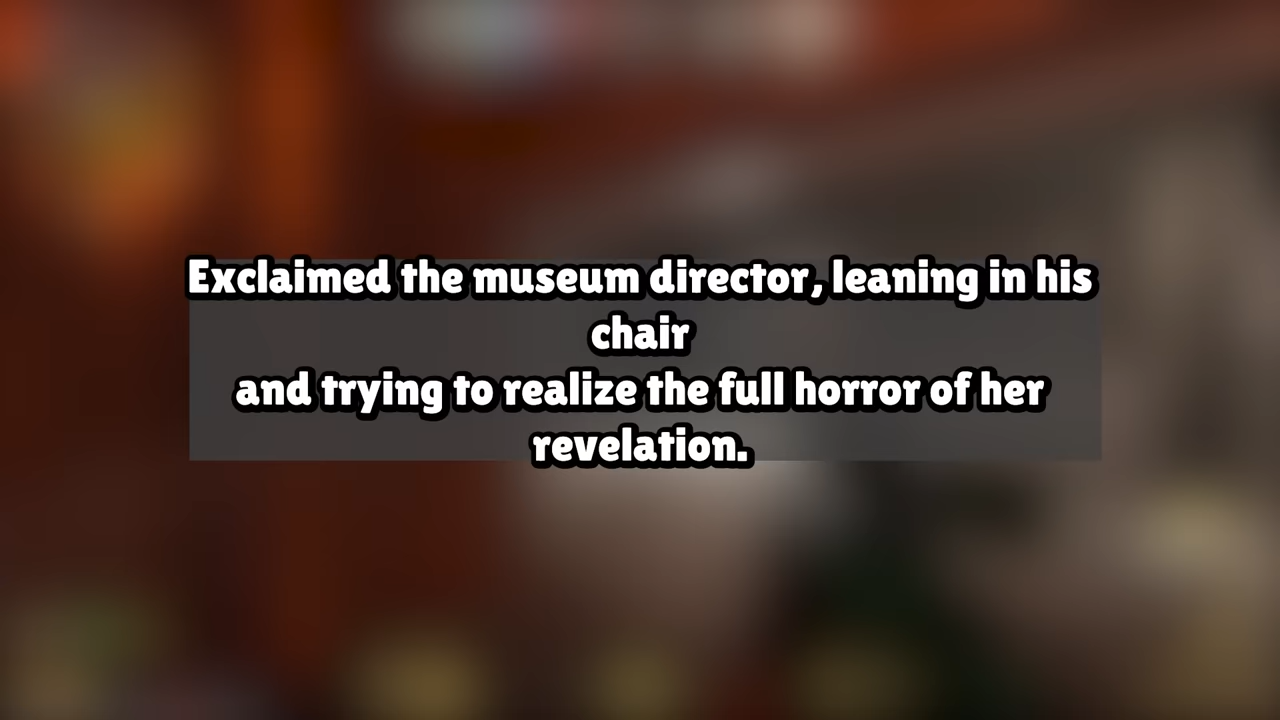 Exclaimed the museum director, leaning in his
chair
and trying to realize the full horror of her
revelation.